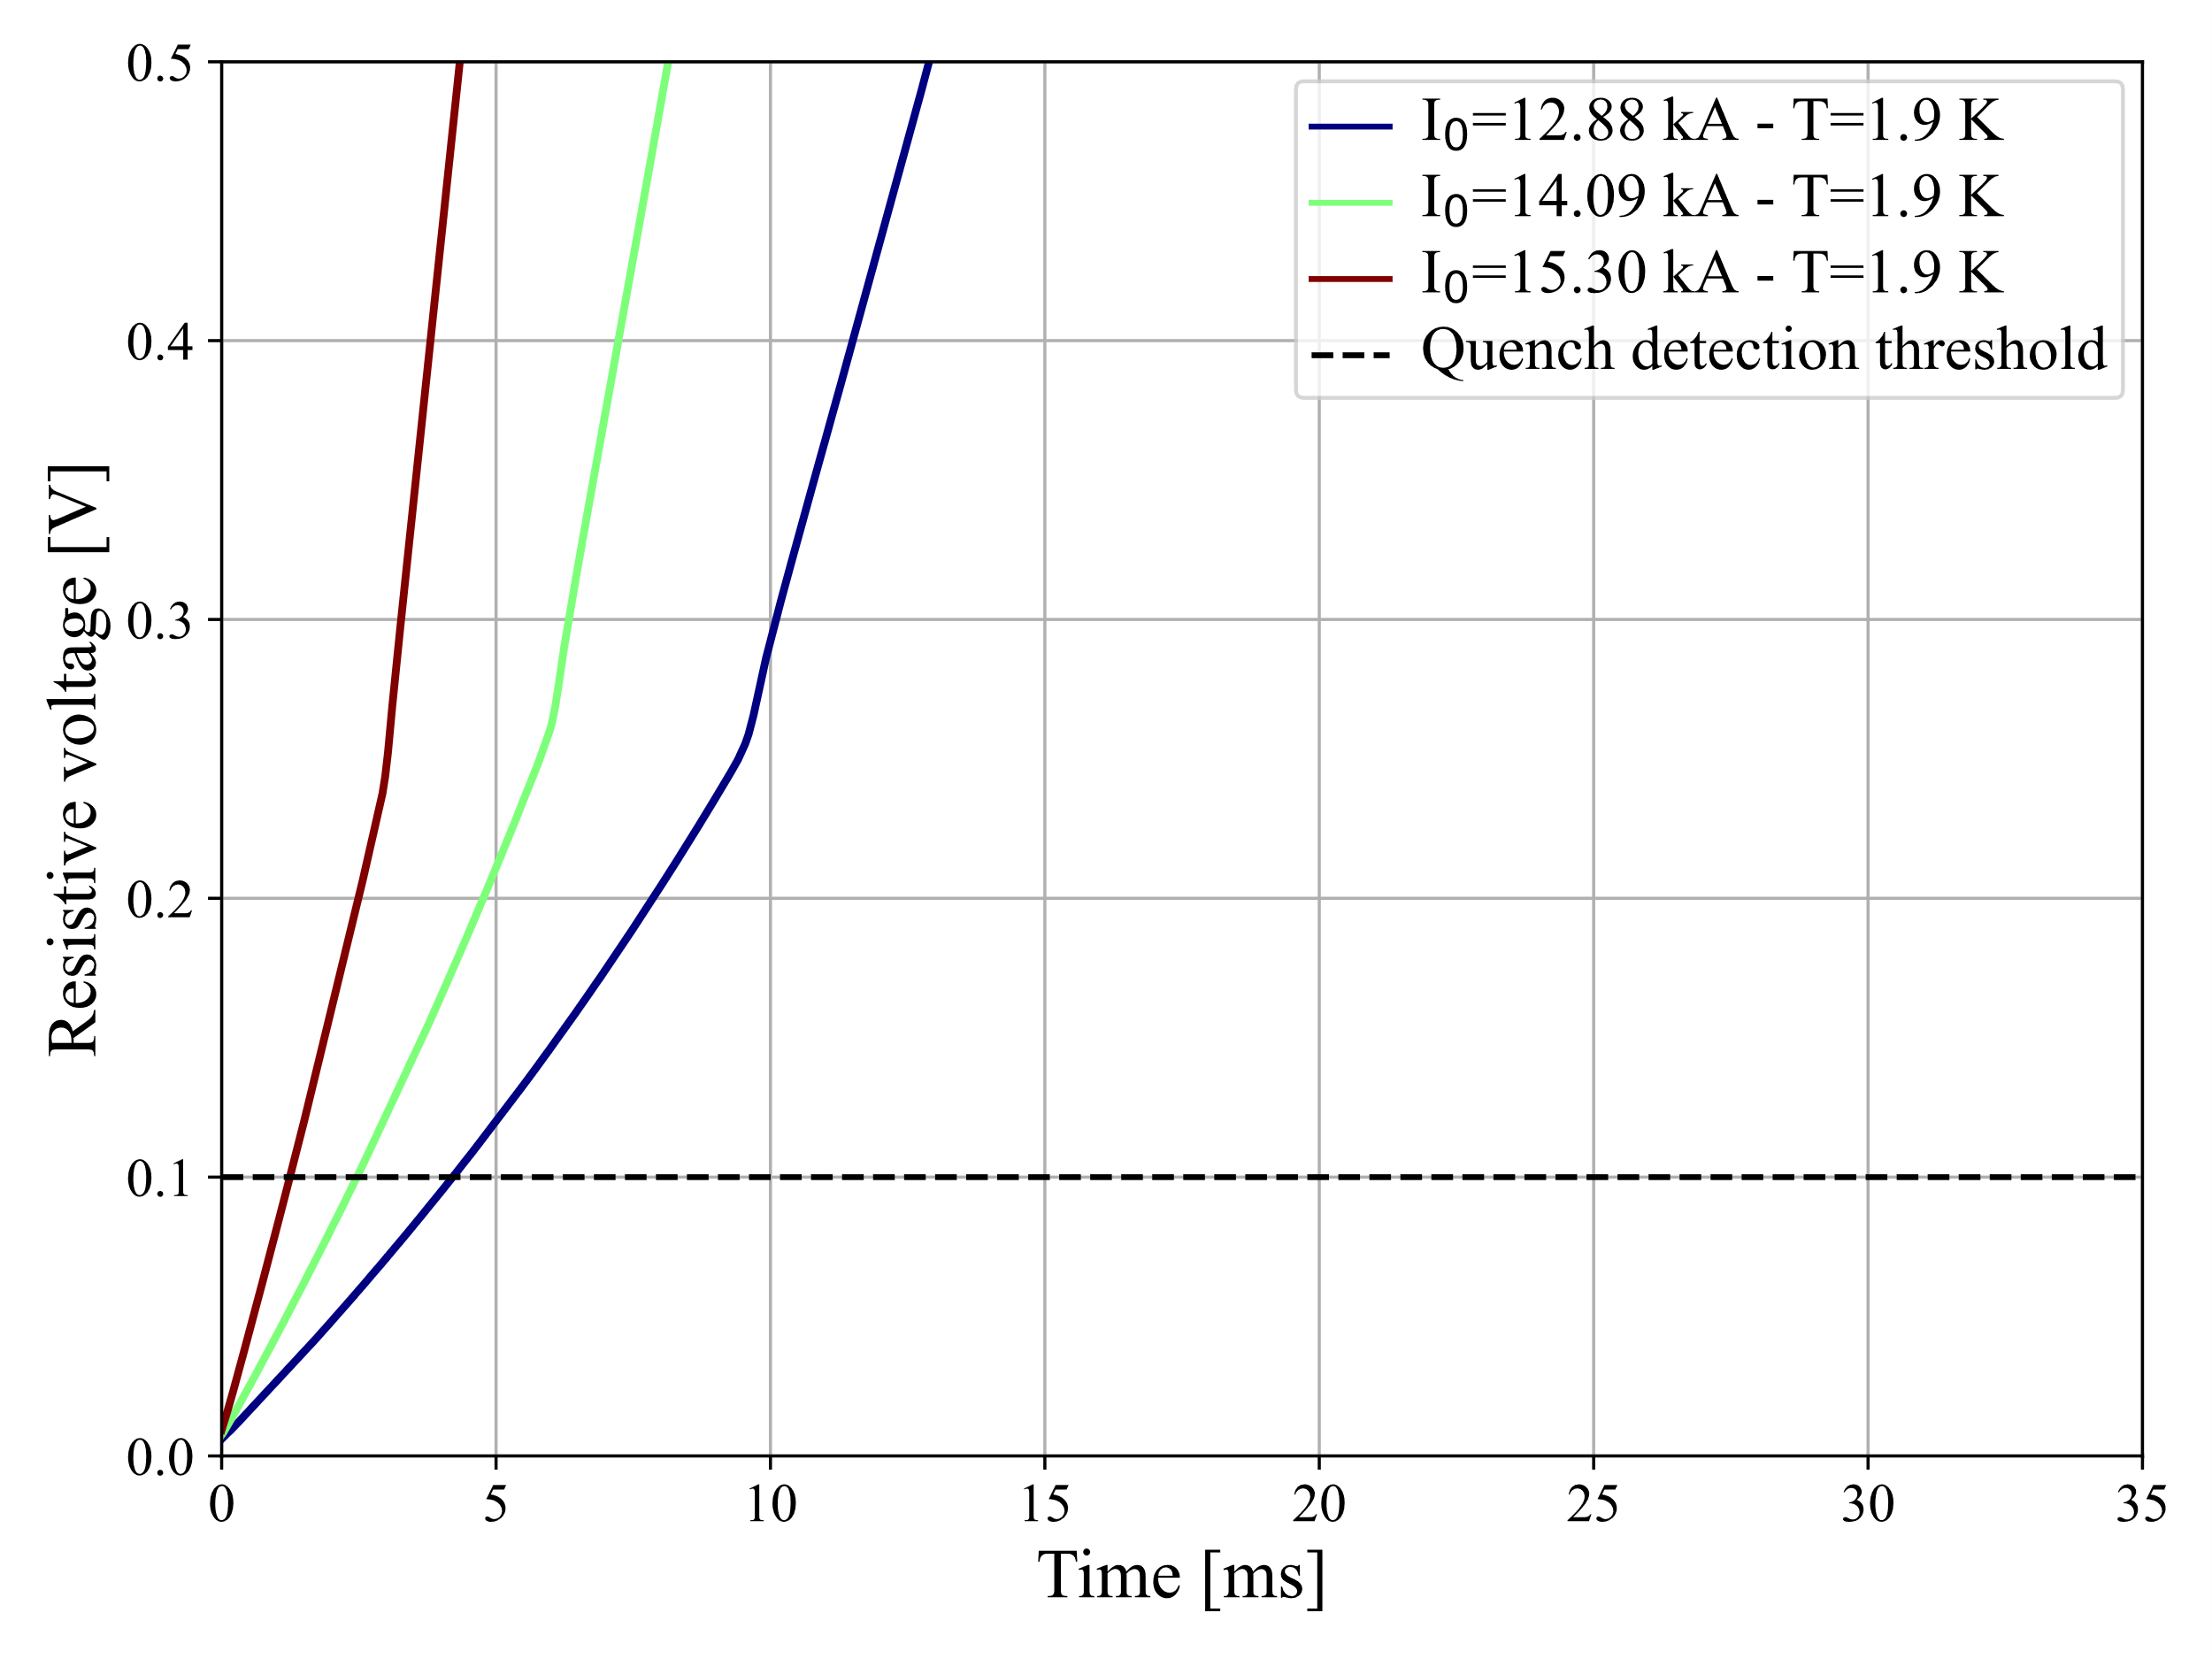 0.5
0.4
0.3
0.2
0.1
0.0
Resistive voltage [V]
I₀=12.88 kA - T=1.9 K
I₀=14.09 kA - T=1.9 K
I₀=15.30 kA - T=1.9 K
Quench detection threshold
0 5 10 15 20 25 30 35
Time [ms]